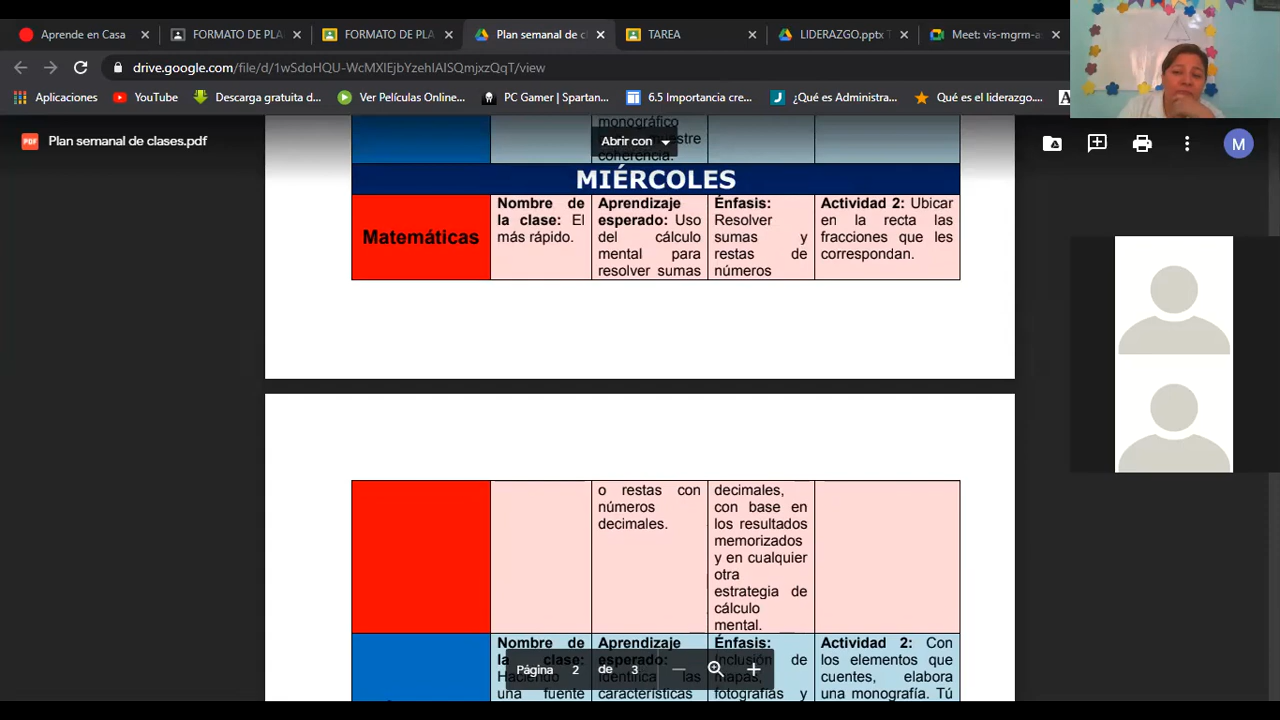 Aprende en Casa
FORMATO DE PLA
FORMATO DE PLA
Plan semanal de c
TAREA
LIDERAZGO.pptx T
Meet: vis-mgrm-a
drive.google.com/file/d/1wSdoHQU-WcMXlEjbYzehlAlSQmjxzQqT/view
Aplicaciones
YouTube
Descarga gratuita d...
Ver Películas Online...
PC Gamer | Spartan...
6.5 Importancia cre...
¿Qué es Administra...
Qué es el liderazgo....
A
PDF
Plan semanal de clases.pdf
Abrir con
M
monográfico
coherencia.
MIÉRCOLES
Matemáticas
Nombre de
la clase: El
más rápido.
Aprendizaje
esperado: Uso
del cálculo
mental para
resolver sumas
Énfasis:
Resolver
sumas y
restas de
números
Actividad 2: Ubicar
en la recta las
fracciones que les
correspondan.
o restas con
números
decimales.
decimales,
con base en
los resultados
memorizados
y en cualquier
otra
estrategia de
cálculo
mental.
Nombre de
la clase:
Haciendo
una fuente
Aprendizaje
esperado:
Identifica las
características
Énfasis:
Inclusión de
mapas,
fotografías y
Actividad 2: Con
los elementos que
cuentes, elabora
una monografía. Tú
Página 2 de 3